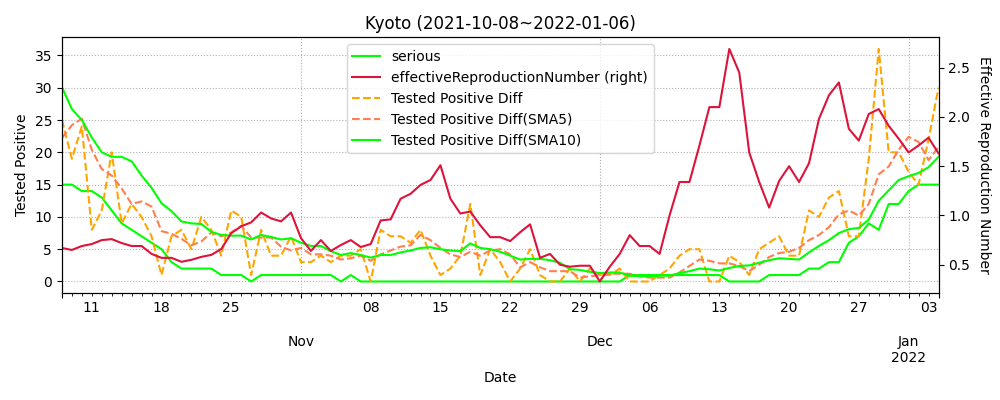 Kyoto (2021-10-08~2022-01-06)
serious
effectiveReproductionNumber (right)
Tested Positive Diff
Tested Positive Diff(SMA5)
Tested Positive Diff(SMA10)
Tested Positive
35
30
25
20
15
10
5
0
Effective Reproduction Number
2.5
2.0
1.5
1.0
0.5
11 18 25 08 15 22 29 06 13 20 27 03
Nov Dec Jan
2022
Date